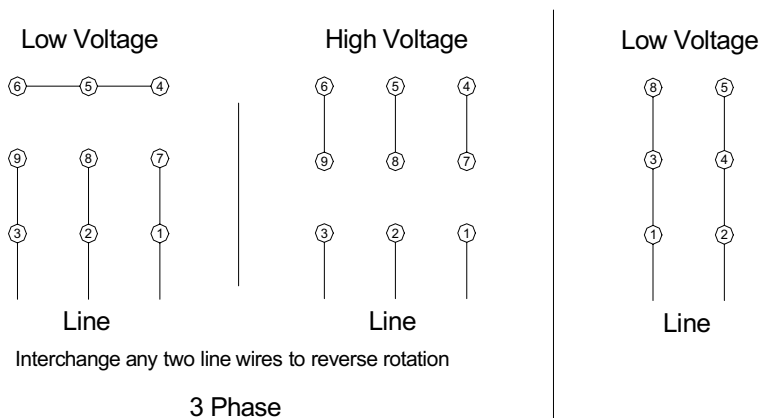 Low Voltage
6 5 4
9 8 7
3 2 1
Line
High Voltage
6 5 4
9 8 7
3 2 1
Line
Interchange any two line wires to reverse rotation
3 Phase
Low Voltage
8 5
3 4
1 2
Line